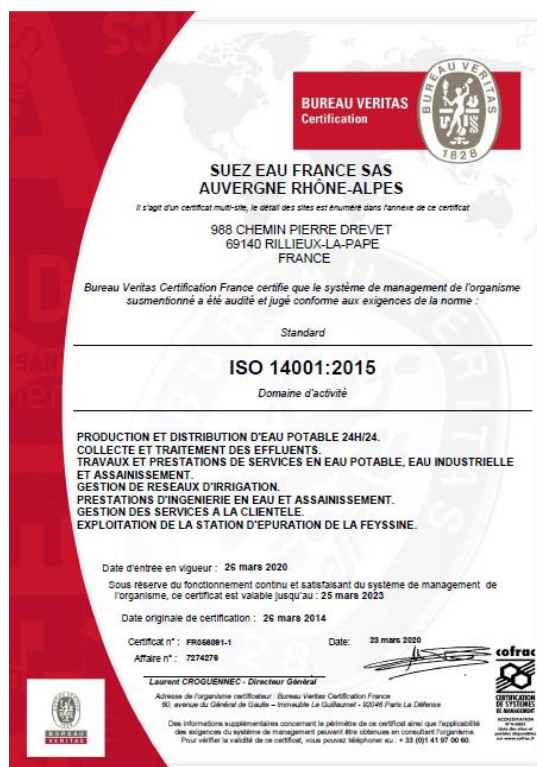 BUREAU VERITAS
Certification
BUREAU VERITAS
1828
SUEZ EAU FRANCE SAS
AUVERGNE RHÔNE-ALPES
Il s'agit d'un certificat multi-site, le détail des sites est énuméré dans l'annexe de ce certificat
988 CHEMIN PIERRE DREVET
69140 RILLIEUX-LA-PAPE
FRANCE
Bureau Veritas Certification France certifie que le système de management de l'organisme
susmentionné a été audité et jugé conforme aux exigences de la norme :
Standard
ISO 14001:2015
Domaine d'activité
PRODUCTION ET DISTRIBUTION D'EAU POTABLE 24H/24.
COLLECTE ET TRAITEMENT DES EFFLUENTS.
TRAVAUX ET PRESTATIONS DE SERVICES EN EAU POTABLE, EAU INDUSTRIELLE
ET ASSAINISSEMENT.
GESTION DE RESEAUX D'IRRIGATION.
PRESTATIONS D'INGENIERIE EN EAU ET ASSAINISSEMENT.
GESTION DES SERVICES A LA CLIENTELE.
EXPLOITATION DE LA STATION D'EPURATION DE LA FEYSSINE.
Date d'entrée en vigueur : 26 mars 2020
Sous réserve du fonctionnement continu et satisfaisant du système de management de
l'organisme, ce certificat est valable jusqu'au : 25 mars 2023
Date originale de certification : 26 mars 2014
Certificat n° : FR056091-1 Date: 23 mars 2020
Affaire n° : 7274276
Laurent CROGUENNEC - Directeur Général
Adresse de l'organisme certificateur : Bureau Veritas Certification France
60, avenue du Général de Gaulle – Immeuble Le Guillaumet - 92046 Paris La Défense
Des informations supplémentaires concernant le périmètre de ce certificat ainsi que l'applicabilité
des exigences du système de management peuvent être obtenues en consultant l'organisme.
Pour vérifier la validité de ce certificat, vous pouvez téléphoner au : + 33 (0)1 41 97 00 60.
BUREAU
VERITAS
cofrac
CERTIFICATION
DE SYSTEMES
DE MANAGEMENT
ACCREDITATION